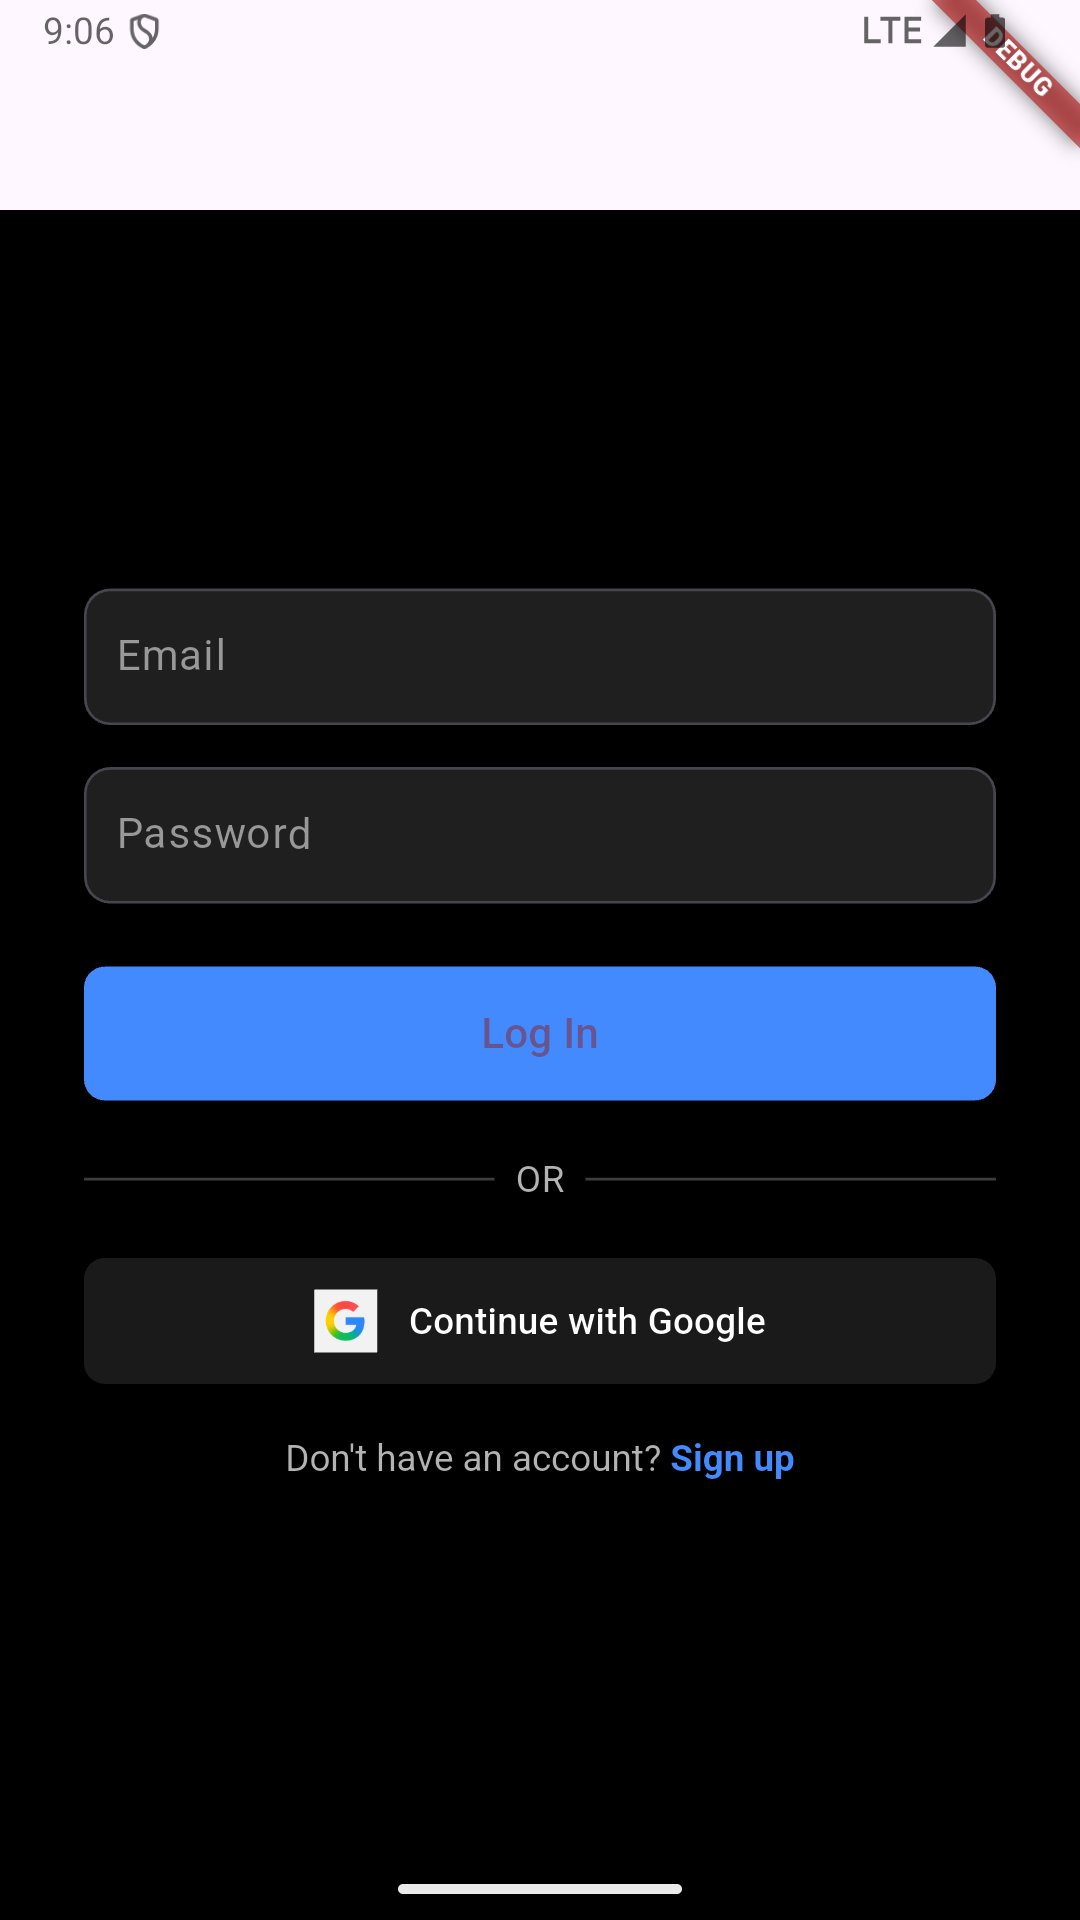 9:06
LTE
DEBUG
Email
Password
Log In
OR
Continue with Google
Don't have an account? Sign up